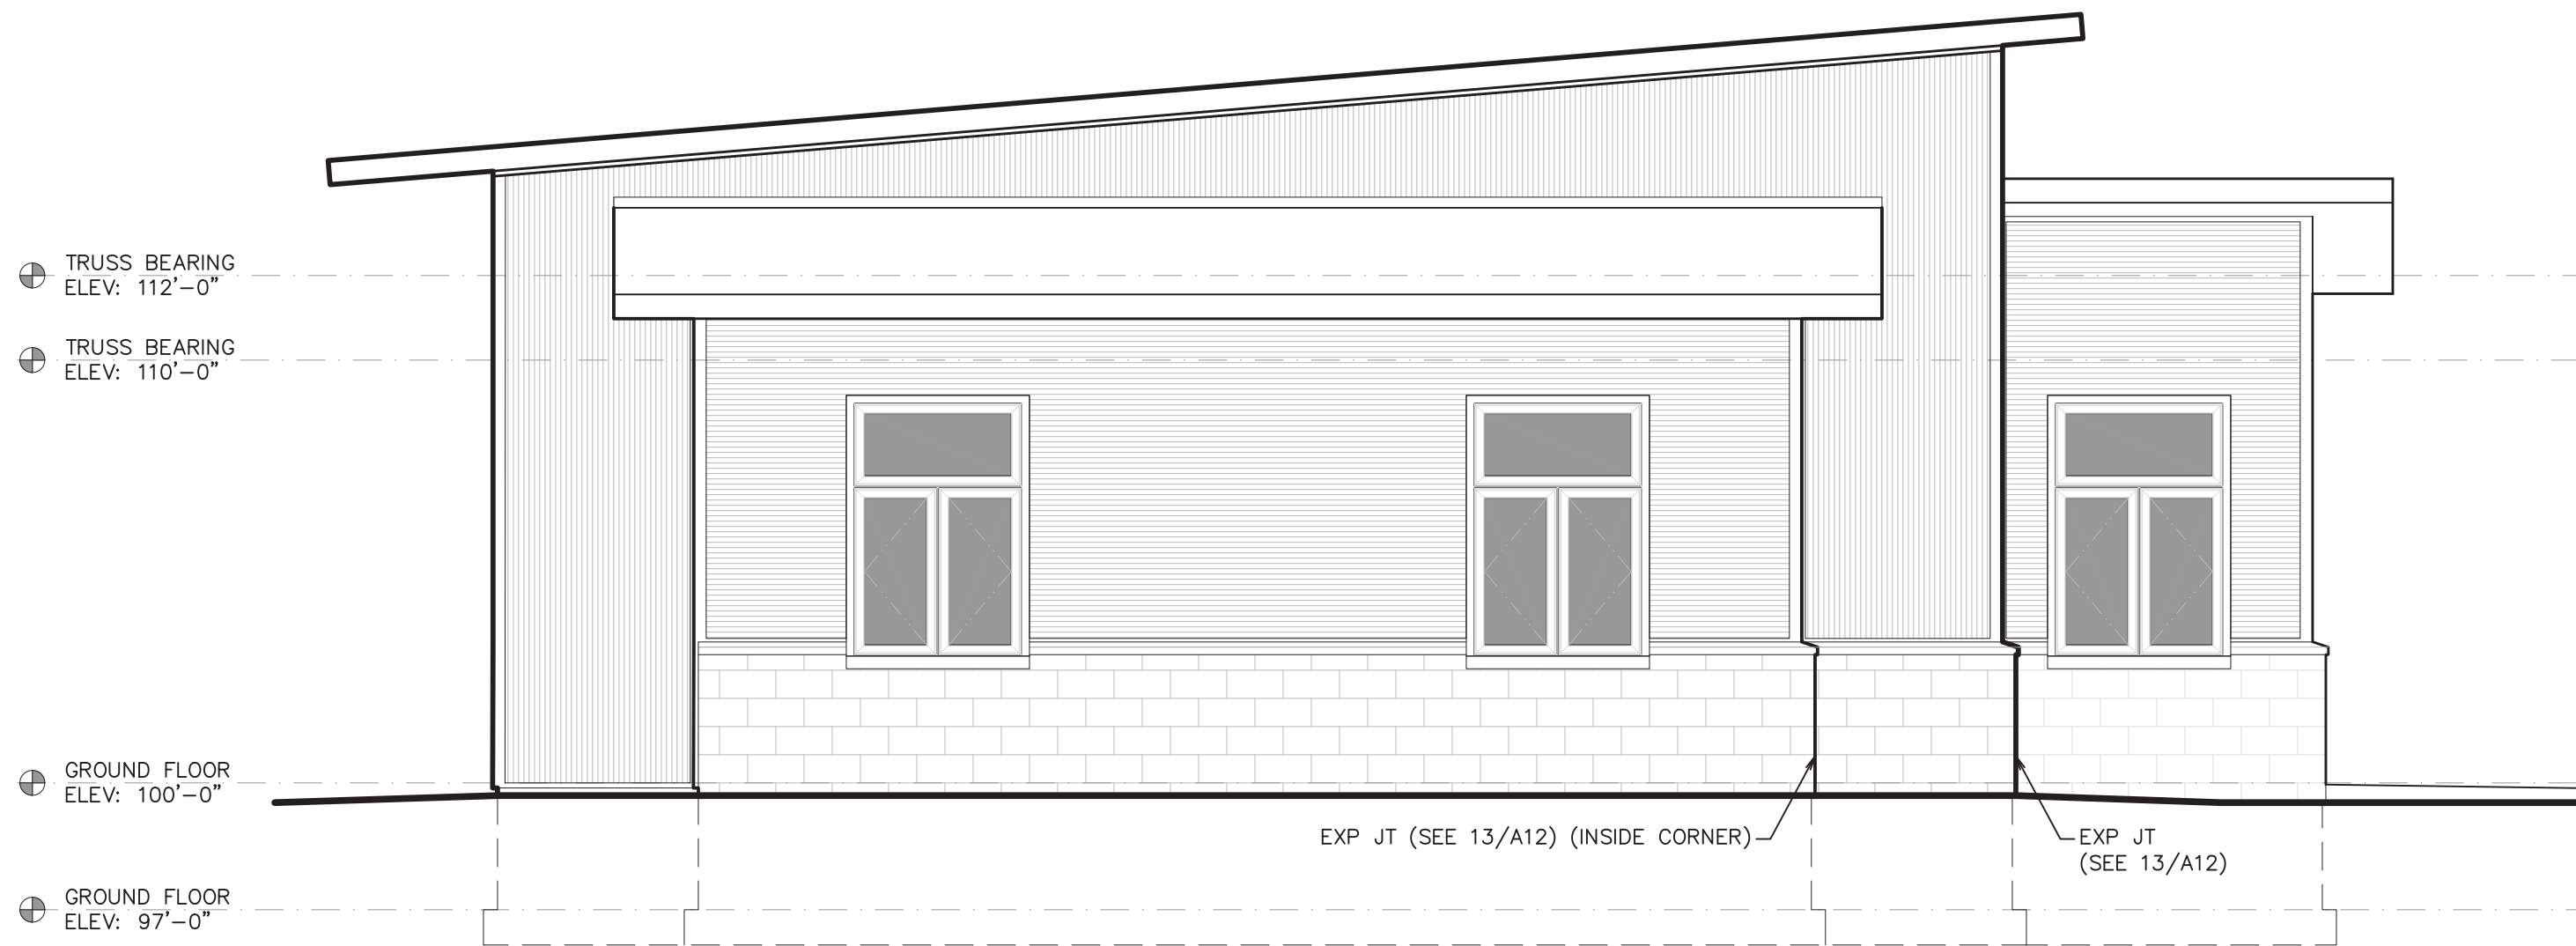 TRUSS BEARING
ELEV: 112'-0"
TRUSS BEARING
ELEV: 110'-0"
GROUND FLOOR
ELEV: 100'-0"
EXP JT (SEE 13/A12) (INSIDE CORNER)
EXP JT
(SEE 13/A12)
GROUND FLOOR
ELEV: 97'-0"